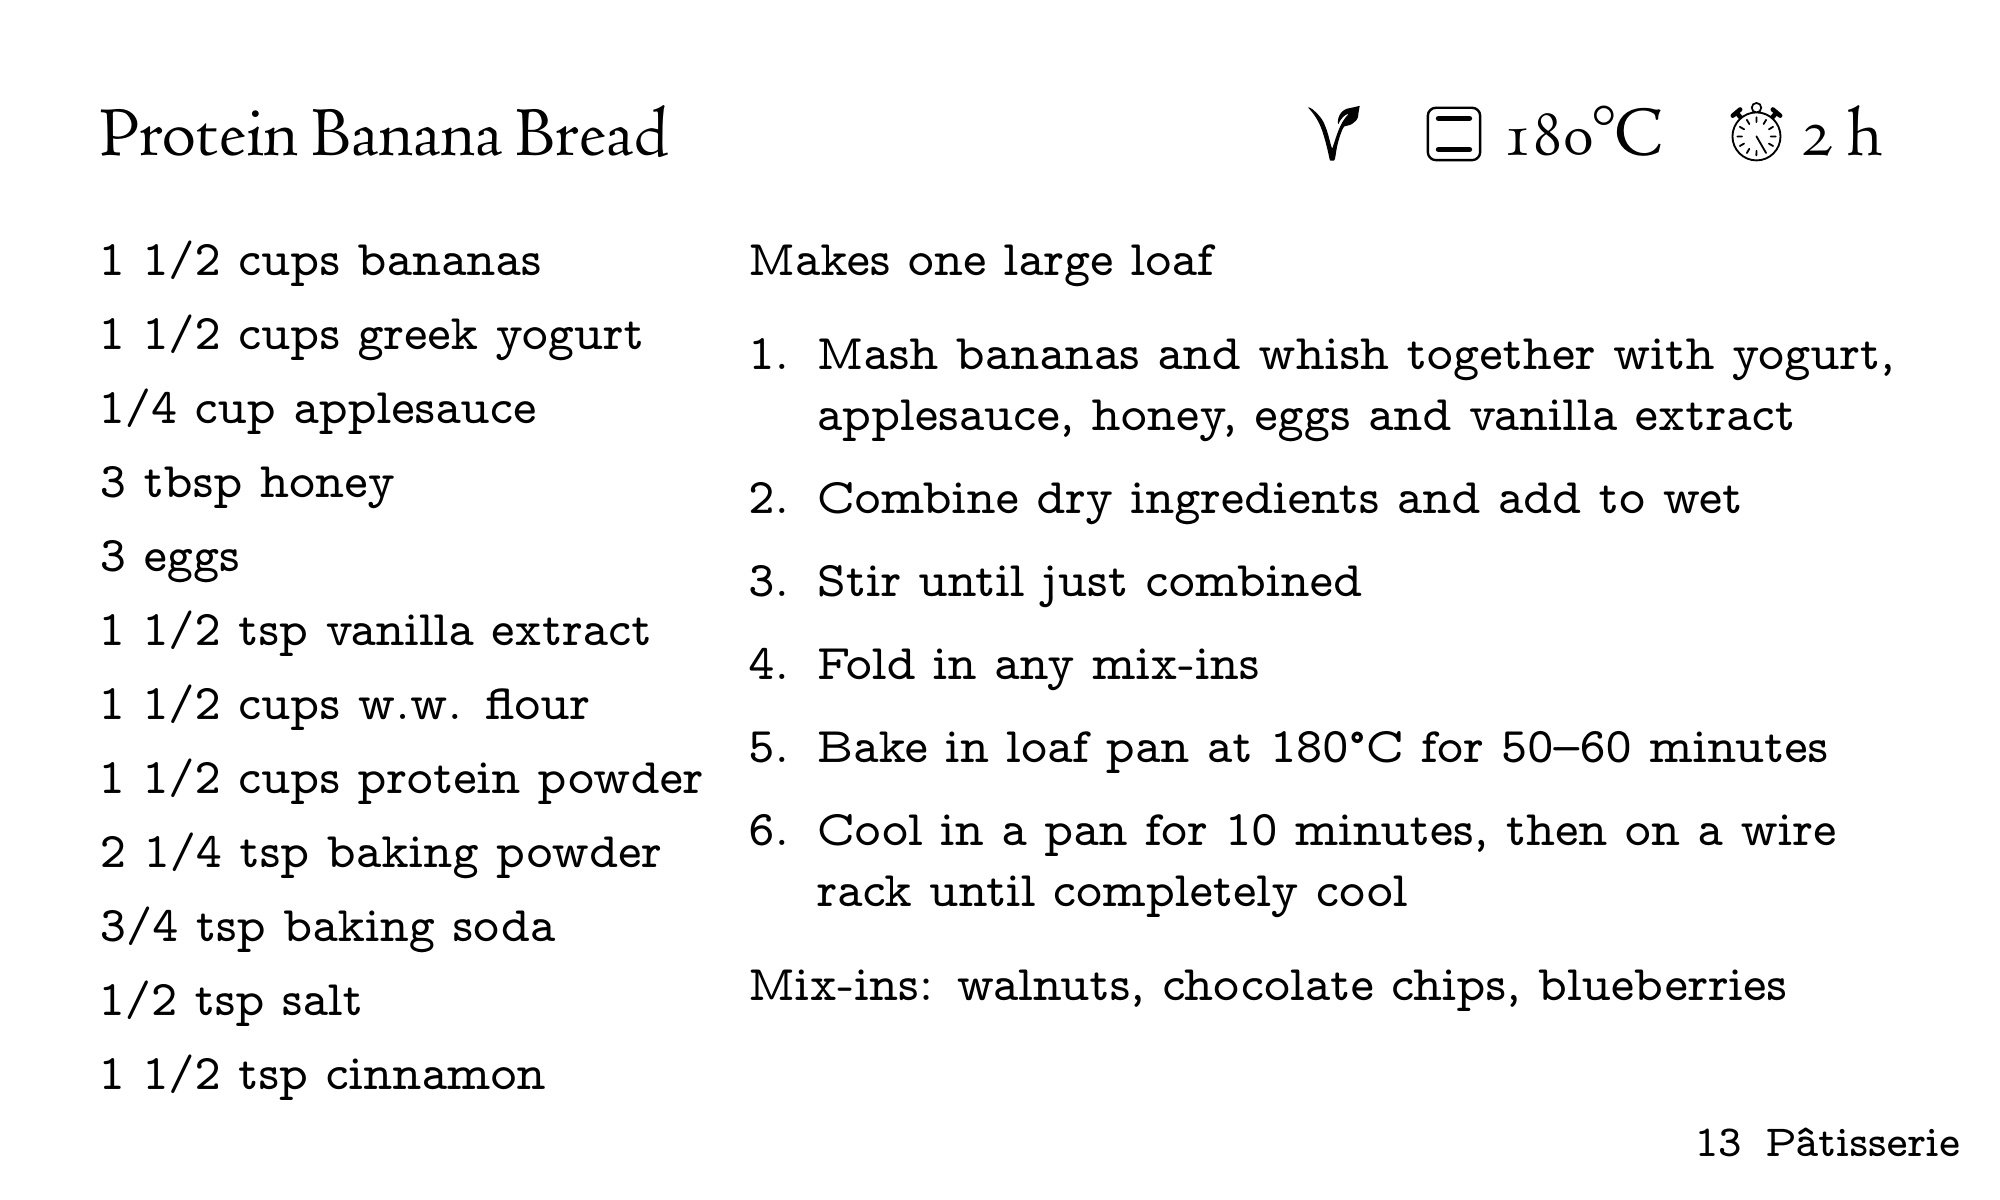 Protein Banana Bread
180°C
2 h
1 1/2 cups bananas
1 1/2 cups greek yogurt
1/4 cup applesauce
3 tbsp honey
3 eggs
1 1/2 tsp vanilla extract
1 1/2 cups w.w. flour
1 1/2 cups protein powder
2 1/4 tsp baking powder
3/4 tsp baking soda
1/2 tsp salt
1 1/2 tsp cinnamon
Makes one large loaf
1. Mash bananas and whish together with yogurt,
applesauce, honey, eggs and vanilla extract
2. Combine dry ingredients and add to wet
3. Stir until just combined
4. Fold in any mix-ins
5. Bake in loaf pan at 180°C for 50–60 minutes
6. Cool in a pan for 10 minutes, then on a wire
rack until completely cool
Mix-ins: walnuts, chocolate chips, blueberries
13 Pâtisserie